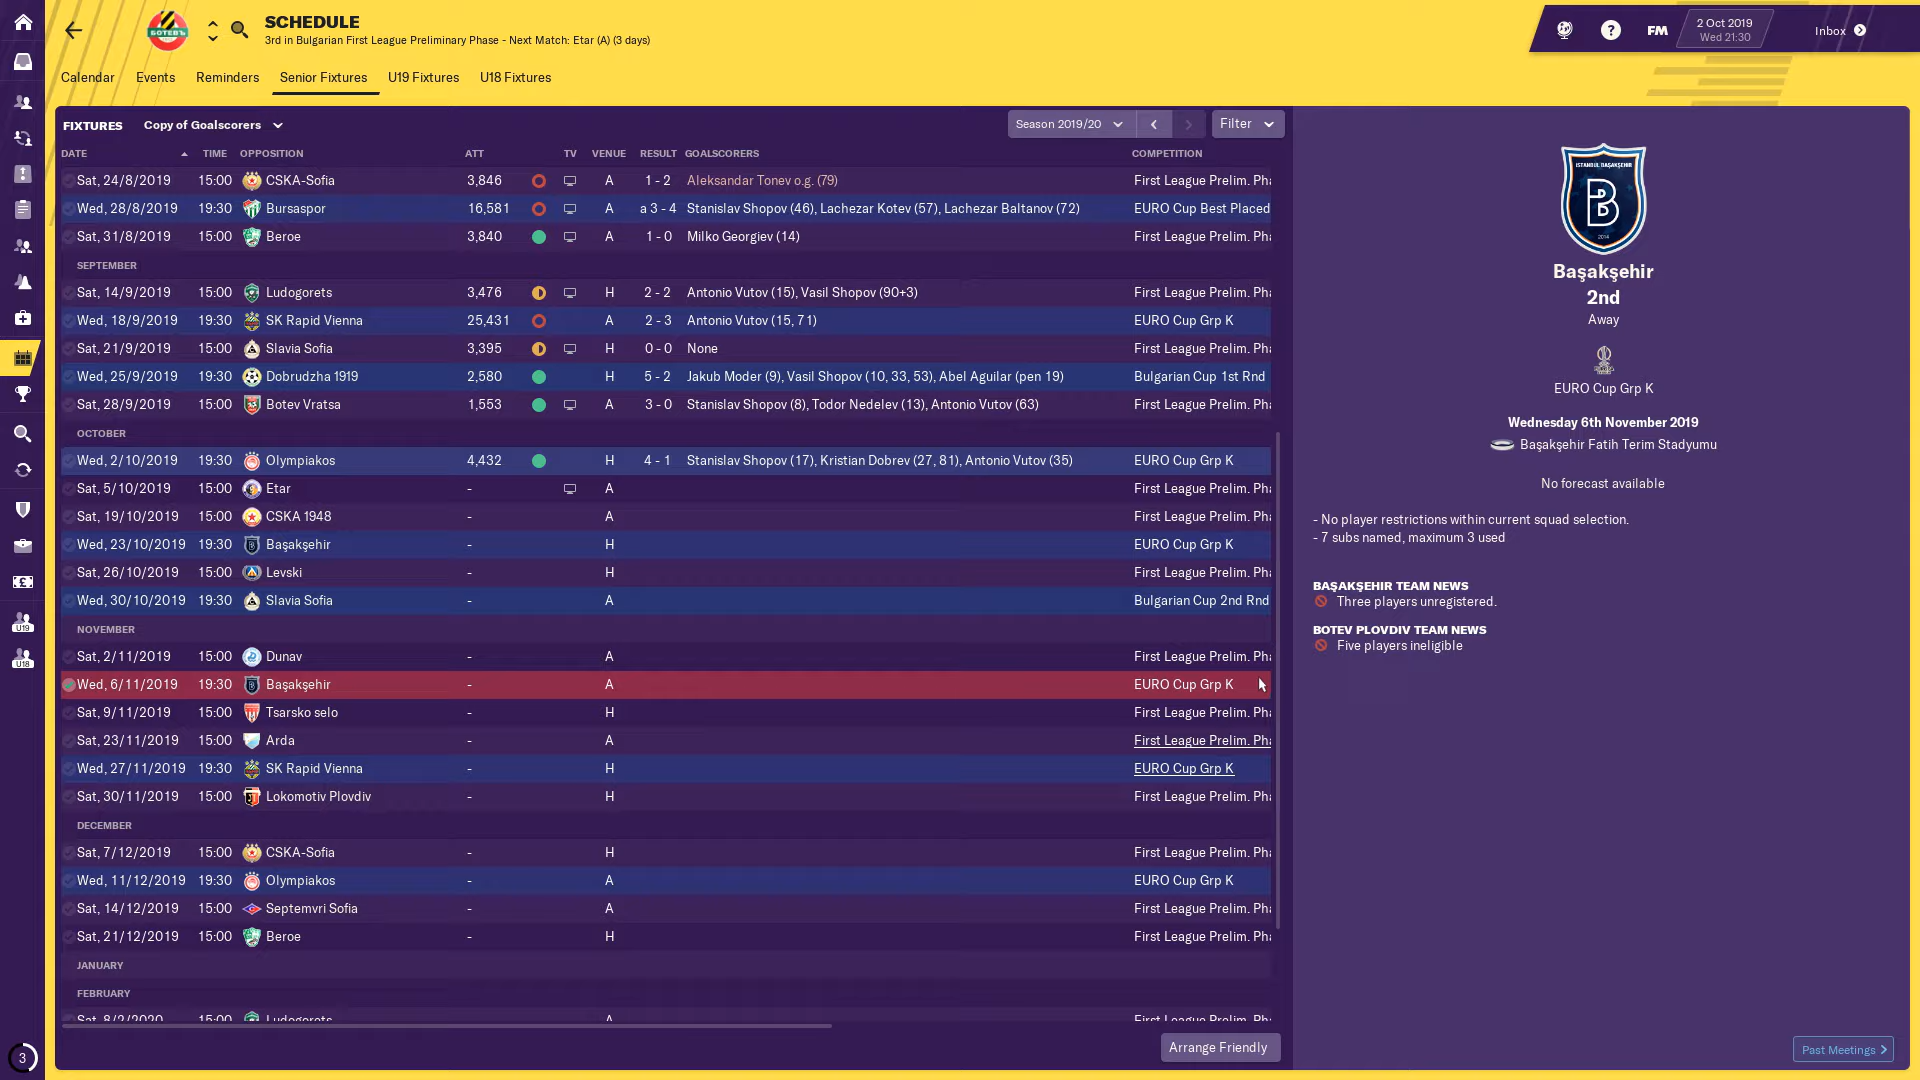 SCHEDULE
3rd in Bulgarian First League Preliminary Phase - Next Match: Etar (A) (3 days)
2 Oct 2019
Wed 21:30
FM
Inbox
Calendar Events Reminders Senior Fixtures U19 Fixtures U18 Fixtures
FIXTURES Copy of Goalscorers Season 2019/20 Filter
DATE TIME OPPOSITION ATT TV VENUE RESULT GOALSCORERS COMPETITION
Sat, 24/8/2019 15:00 CSKA-Sofia 3,846 A 1 - 2 Aleksandar Tonev o.g. (79) First League Prelim. Pha
Wed, 28/8/2019 19:30 Bursaspor 16,581 A a 3 - 4 Stanislav Shopov (46), Lachezar Kotev (57), Lachezar Baltanov (72) EURO Cup Best Placed
Sat, 31/8/2019 15:00 Beroe 3,840 A 1 - 0 Milko Georgiev (14) First League Prelim. Pha
SEPTEMBER
Sat, 14/9/2019 15:00 Ludogorets 3,476 H 2 - 2 Antonio Vutov (15), Vasil Shopov (90+3) First League Prelim. Pha
Wed, 18/9/2019 19:30 SK Rapid Vienna 25,431 A 2 - 3 Antonio Vutov (15, 71) EURO Cup Grp K
Sat, 21/9/2019 15:00 Slavia Sofia 3,395 H 0 - 0 None First League Prelim. Pha
Wed, 25/9/2019 19:30 Dobrudzha 1919 2,580 H 5 - 2 Jakub Moder (9), Vasil Shopov (10, 33, 53), Abel Aguilar (pen 19) Bulgarian Cup 1st Rnd
Sat, 28/9/2019 15:00 Botev Vratsa 1,553 A 3 - 0 Stanislav Shopov (8), Todor Nedelev (13), Antonio Vutov (63) First League Prelim. Pha
OCTOBER
Wed, 2/10/2019 19:30 Olympiakos 4,432 H 4 - 1 Stanislav Shopov (17), Kristian Dobrev (27, 81), Antonio Vutov (35) EURO Cup Grp K
Sat, 5/10/2019 15:00 Etar - A First League Prelim. Pha
Sat, 19/10/2019 15:00 CSKA 1948 - A First League Prelim. Pha
Wed, 23/10/2019 19:30 Başakşehir - H EURO Cup Grp K
Sat, 26/10/2019 15:00 Levski - H First League Prelim. Pha
Wed, 30/10/2019 19:30 Slavia Sofia - A Bulgarian Cup 2nd Rnd
NOVEMBER
Sat, 2/11/2019 15:00 Dunav - A First League Prelim. Pha
Wed, 6/11/2019 19:30 Başakşehir - A EURO Cup Grp K
Sat, 9/11/2019 15:00 Tsarsko selo - H First League Prelim. Pha
Sat, 23/11/2019 15:00 Arda - A First League Prelim. Pha
Wed, 27/11/2019 19:30 SK Rapid Vienna - H EURO Cup Grp K
Sat, 30/11/2019 15:00 Lokomotiv Plovdiv - H First League Prelim. Pha
DECEMBER
Sat, 7/12/2019 15:00 CSKA-Sofia - H First League Prelim. Pha
Wed, 11/12/2019 19:30 Olympiakos - A EURO Cup Grp K
Sat, 14/12/2019 15:00 Septemvri Sofia - A First League Prelim. Pha
Sat, 21/12/2019 15:00 Beroe - H First League Prelim. Pha
JANUARY
FEBRUARY
Sat, 8/2/2020 15:00 Ludogorets A First League Prelim. Pha
Arrange Friendly
БОТЕВЪ
U19
U18
3
ISTANBUL BAŞAKŞEHİR
B
2014
Başakşehir
2nd
Away
EURO Cup Grp K
Wednesday 6th November 2019
Başakşehir Fatih Terim Stadyumu
No forecast available
- No player restrictions within current squad selection.
- 7 subs named, maximum 3 used
BAŞAKŞEHIR TEAM NEWS
Three players unregistered.
BOTEV PLOVDIV TEAM NEWS
Five players ineligible
Past Meetings